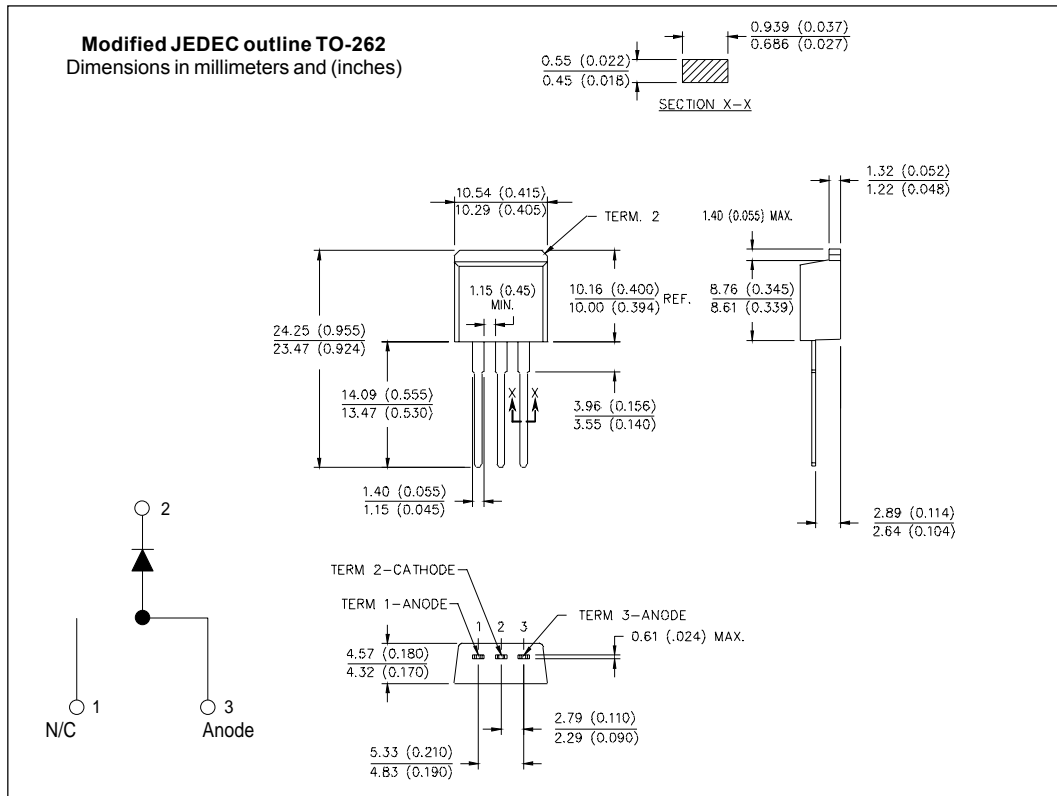 Modified JEDEC outline TO-262
Dimensions in millimeters and (inches)
0.939 (0.037)
0.686 (0.027)
0.55 (0.022)
0.45 (0.018)
SECTION X-X
1.32 (0.052)
1.22 (0.048)
10.54 (0.415)
10.29 (0.405)
TERM. 2
1.40 (0.055) MAX.
1.15 (0.45)
MIN.
10.16 (0.400)
10.00 (0.394)
REF.
8.76 (0.345)
8.61 (0.339)
24.25 (0.955)
23.47 (0.924)
14.09 (0.555)
13.47 (0.530)
X X
3.96 (0.156)
3.55 (0.140)
1.40 (0.055)
1.15 (0.045)
2.89 (0.114)
2.64 (0.104)
2
TERM 2-CATHODE
TERM 1-ANODE
TERM 3-ANODE
1 2 3
0.61 (.024) MAX.
4.57 (0.180)
4.32 (0.170)
1
N/C
3
Anode
2.79 (0.110)
2.29 (0.090)
5.33 (0.210)
4.83 (0.190)